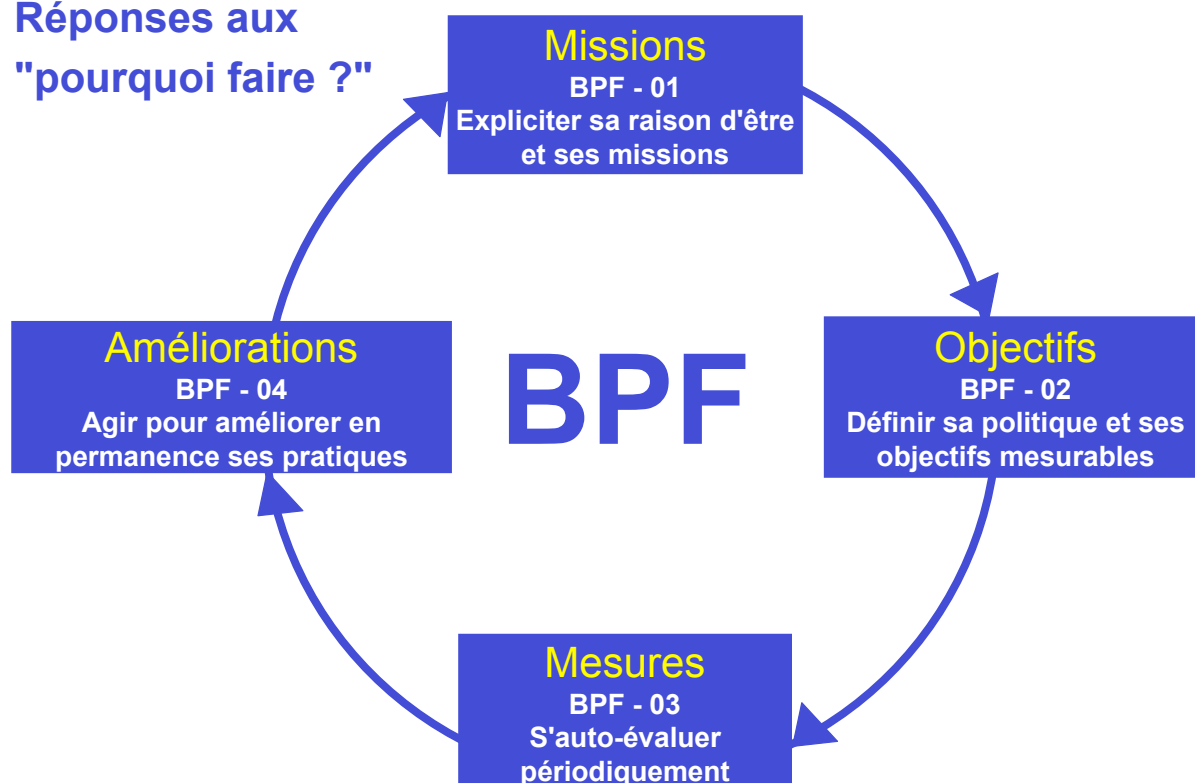 Réponses aux
"pourquoi faire ?"
Missions
BPF - 01
Expliciter sa raison d'être
et ses missions
Améliorations
BPF - 04
Agir pour améliorer en
permanence ses pratiques
BPF
Objectifs
BPF - 02
Définir sa politique et ses
objectifs mesurables
Mesures
BPF - 03
S'auto-évaluer
périodiquement